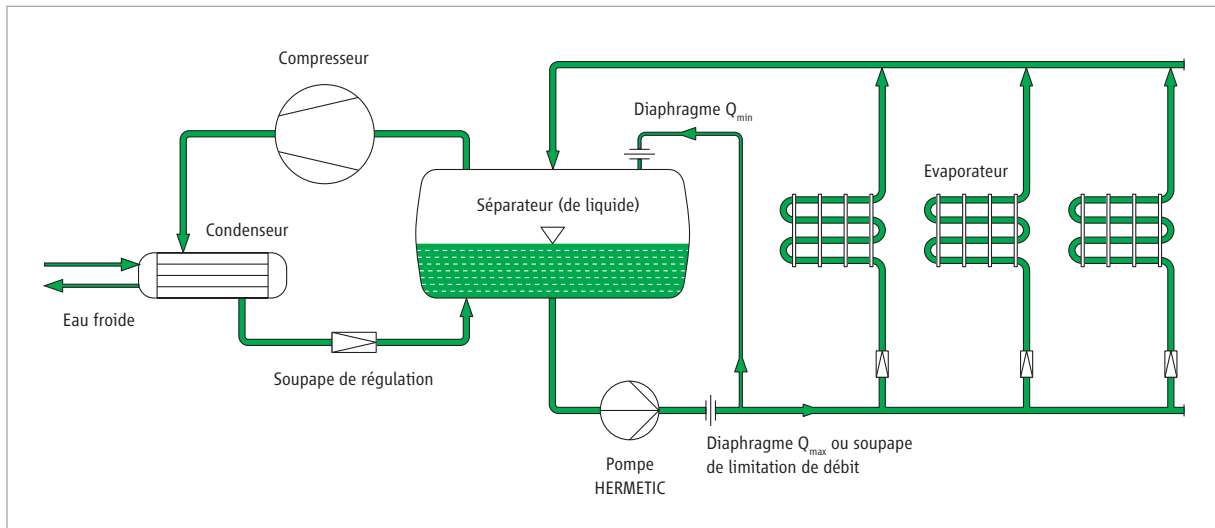 Compresseur
Diaphragme Qmin
Evaporateur
Séparateur (de liquide)
Condenseur
Eau froide
Soupape de régulation
Diaphragme Qmax ou soupape
de limitation de débit
Pompe
HERMETIC